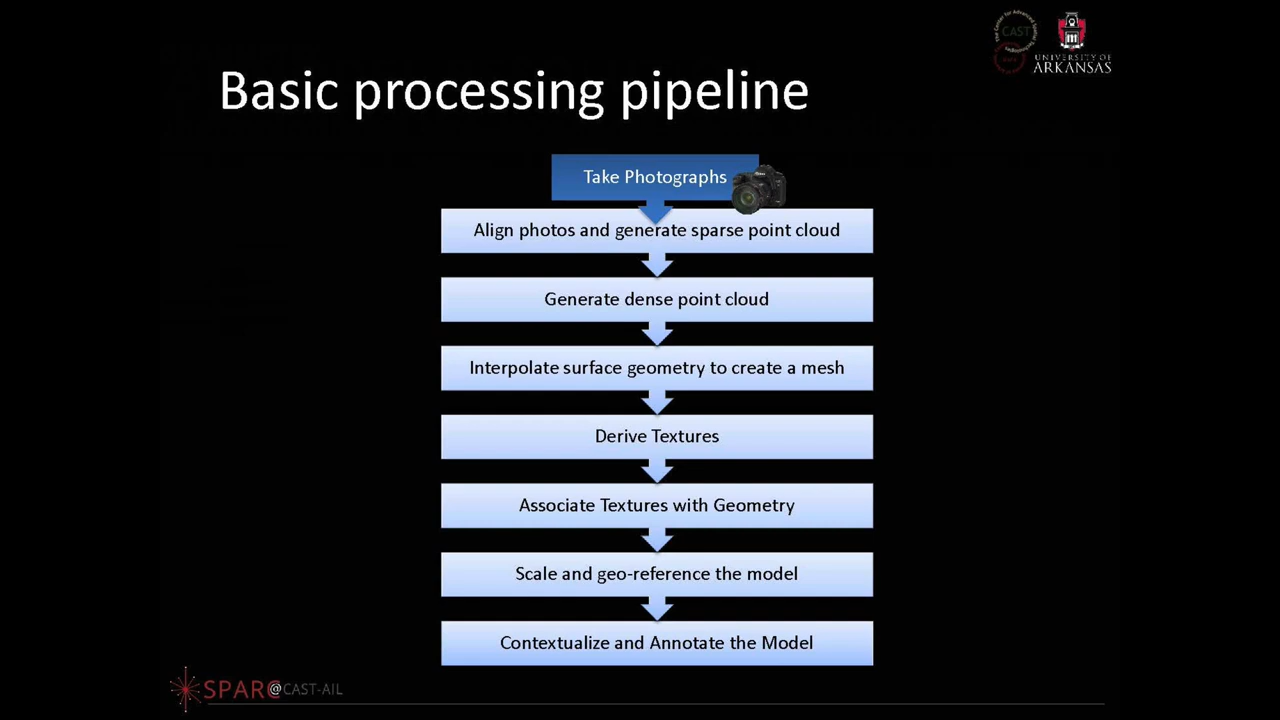 CAST
UNIVERSITY OF
ARKANSAS
Basic processing pipeline
Take Photographs
Align photos and generate sparse point cloud
Generate dense point cloud
Interpolate surface geometry to create a mesh
Derive Textures
Associate Textures with Geometry
Scale and geo-reference the model
Contextualize and Annotate the Model
SPARC@CAST-AIL